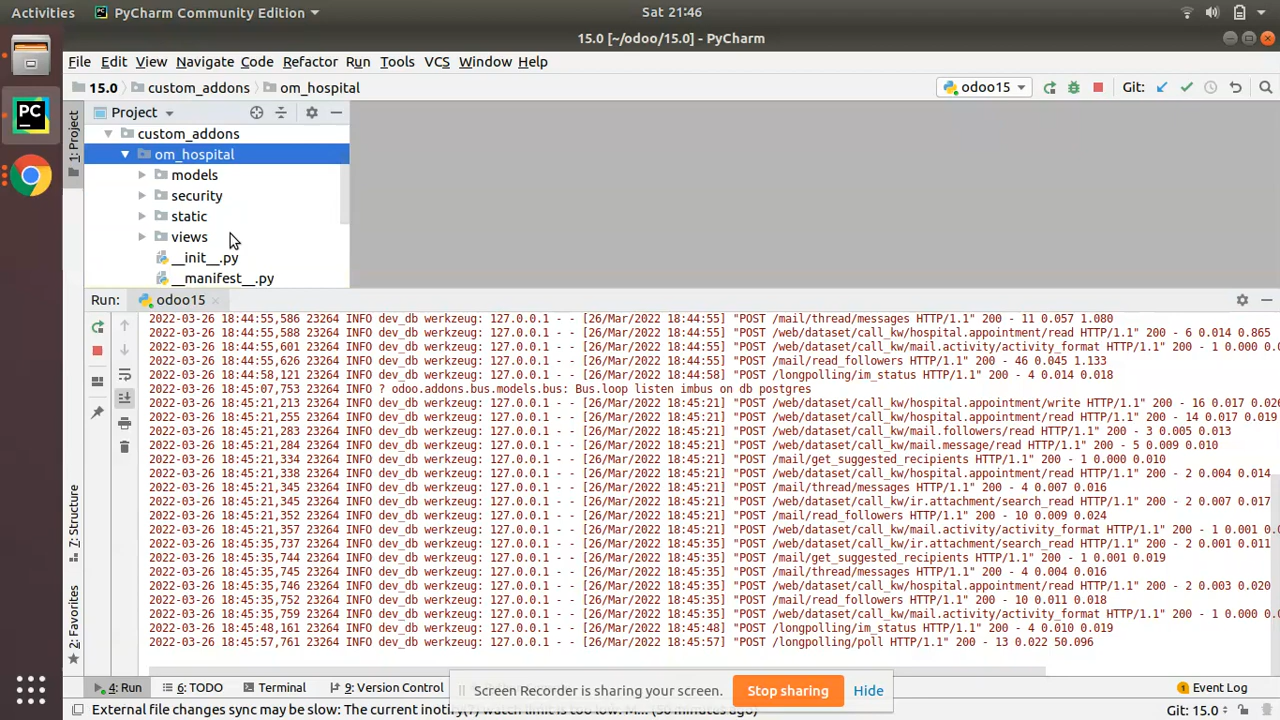 Activities PyCharm Community Edition Sat 21:46
15.0 [~/odoo/15.0] - PyCharm
File Edit View Navigate Code Refactor Run Tools VCS Window Help
15.0 custom_addons om_hospital odoo15 Git:
1: Project
Project
custom_addons
om_hospital
models
security
static
views
__init__.py
__manifest__.py
Run: odoo15
2022-03-26 18:44:55,586 23264 INFO dev_db werkzeug: 127.0.0.1 - - [26/Mar/2022 18:44:55] "POST /mail/thread/messages HTTP/1.1" 200 - 11 0.057 1.080
2022-03-26 18:44:55,588 23264 INFO dev_db werkzeug: 127.0.0.1 - - [26/Mar/2022 18:44:55] "POST /web/dataset/call_kw/hospital.appointment/read HTTP/1.1" 200 - 6 0.014 0.865
2022-03-26 18:44:55,601 23264 INFO dev_db werkzeug: 127.0.0.1 - - [26/Mar/2022 18:44:55] "POST /web/dataset/call_kw/mail.activity/activity_format HTTP/1.1" 200 - 1 0.000 0
2022-03-26 18:44:55,626 23264 INFO dev_db werkzeug: 127.0.0.1 - - [26/Mar/2022 18:44:55] "POST /mail/read_followers HTTP/1.1" 200 - 46 0.045 1.133
2022-03-26 18:44:58,121 23264 INFO dev_db werkzeug: 127.0.0.1 - - [26/Mar/2022 18:44:58] "POST /longpolling/im_status HTTP/1.1" 200 - 4 0.014 0.018
2022-03-26 18:45:07,753 23264 INFO ? odoo.addons.bus.models.bus: Bus.loop listen imbus on db postgres
2022-03-26 18:45:21,213 23264 INFO dev_db werkzeug: 127.0.0.1 - - [26/Mar/2022 18:45:21] "POST /web/dataset/call_kw/hospital.appointment/write HTTP/1.1" 200 - 16 0.017 0.026
2022-03-26 18:45:21,255 23264 INFO dev_db werkzeug: 127.0.0.1 - - [26/Mar/2022 18:45:21] "POST /web/dataset/call_kw/hospital.appointment/read HTTP/1.1" 200 - 14 0.017 0.019
2022-03-26 18:45:21,283 23264 INFO dev_db werkzeug: 127.0.0.1 - - [26/Mar/2022 18:45:21] "POST /web/dataset/call_kw/mail.followers/read HTTP/1.1" 200 - 3 0.005 0.013
2022-03-26 18:45:21,284 23264 INFO dev_db werkzeug: 127.0.0.1 - - [26/Mar/2022 18:45:21] "POST /web/dataset/call_kw/mail.message/read HTTP/1.1" 200 - 5 0.009 0.010
2022-03-26 18:45:21,334 23264 INFO dev_db werkzeug: 127.0.0.1 - - [26/Mar/2022 18:45:21] "POST /mail/get_suggested_recipients HTTP/1.1" 200 - 1 0.000 0.010
2022-03-26 18:45:21,338 23264 INFO dev_db werkzeug: 127.0.0.1 - - [26/Mar/2022 18:45:21] "POST /web/dataset/call_kw/hospital.appointment/read HTTP/1.1" 200 - 2 0.004 0.014
2022-03-26 18:45:21,345 23264 INFO dev_db werkzeug: 127.0.0.1 - - [26/Mar/2022 18:45:21] "POST /mail/thread/messages HTTP/1.1" 200 - 4 0.007 0.016
2022-03-26 18:45:21,345 23264 INFO dev_db werkzeug: 127.0.0.1 - - [26/Mar/2022 18:45:21] "POST /web/dataset/call_kw/ir.attachment/search_read HTTP/1.1" 200 - 2 0.007 0.017
2022-03-26 18:45:21,352 23264 INFO dev_db werkzeug: 127.0.0.1 - - [26/Mar/2022 18:45:21] "POST /mail/read_followers HTTP/1.1" 200 - 10 0.009 0.024
2022-03-26 18:45:21,357 23264 INFO dev_db werkzeug: 127.0.0.1 - - [26/Mar/2022 18:45:21] "POST /web/dataset/call_kw/mail.activity/activity_format HTTP/1.1" 200 - 1 0.001 0
2022-03-26 18:45:35,737 23264 INFO dev_db werkzeug: 127.0.0.1 - - [26/Mar/2022 18:45:35] "POST /web/dataset/call_kw/ir.attachment/search_read HTTP/1.1" 200 - 2 0.001 0.011
2022-03-26 18:45:35,744 23264 INFO dev_db werkzeug: 127.0.0.1 - - [26/Mar/2022 18:45:35] "POST /mail/get_suggested_recipients HTTP/1.1" 200 - 1 0.001 0.019
2022-03-26 18:45:35,745 23264 INFO dev_db werkzeug: 127.0.0.1 - - [26/Mar/2022 18:45:35] "POST /mail/thread/messages HTTP/1.1" 200 - 4 0.004 0.016
2022-03-26 18:45:35,746 23264 INFO dev_db werkzeug: 127.0.0.1 - - [26/Mar/2022 18:45:35] "POST /web/dataset/call_kw/hospital.appointment/read HTTP/1.1" 200 - 2 0.003 0.020
2022-03-26 18:45:35,752 23264 INFO dev_db werkzeug: 127.0.0.1 - - [26/Mar/2022 18:45:35] "POST /mail/read_followers HTTP/1.1" 200 - 10 0.011 0.018
2022-03-26 18:45:35,759 23264 INFO dev_db werkzeug: 127.0.0.1 - - [26/Mar/2022 18:45:35] "POST /web/dataset/call_kw/mail.activity/activity_format HTTP/1.1" 200 - 1 0.000 0
2022-03-26 18:45:48,161 23264 INFO dev_db werkzeug: 127.0.0.1 - - [26/Mar/2022 18:45:48] "POST /longpolling/im_status HTTP/1.1" 200 - 4 0.010 0.019
2022-03-26 18:45:57,761 23264 INFO dev_db werkzeug: 127.0.0.1 - - [26/Mar/2022 18:45:57] "POST /longpolling/poll HTTP/1.1" 200 - 13 0.022 50.096
7: Structure
2: Favorites
4: Run 6: TODO Terminal 9: Version Control Event Log
Screen Recorder is sharing your screen. Stop sharing Hide
External file changes sync may be slow: The current inotify(7) watch limit is too low. Git: 15.0